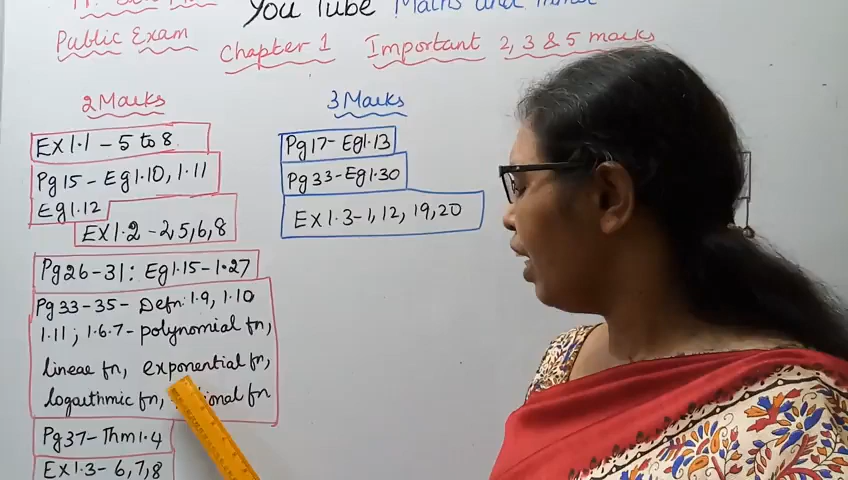 You Tube Maths and
Public Exam Chapter 1 Important 2, 3 & 5 marks
2 Marks
EX 1.1 - 5 to 8
Pg 15 - Eg 1.10, 1.11
Eg 1.12
EX 1.2 - 2,5,6,8
Pg 26-31: Eg 1.15 - 1.27
Pg 33-35 - Defn: 1.9, 1.10
1.11; 1.6.7 - polynomial fn,
linear fn, exponential fn,
logarithmic fn, fn
Pg 37 - Thm 1.4
EX 1.3 - 6,7,8
3 Marks
Pg 17 - Eg 1.13
Pg 33 - Eg 1.30
EX 1.3 - 1, 12, 19, 20